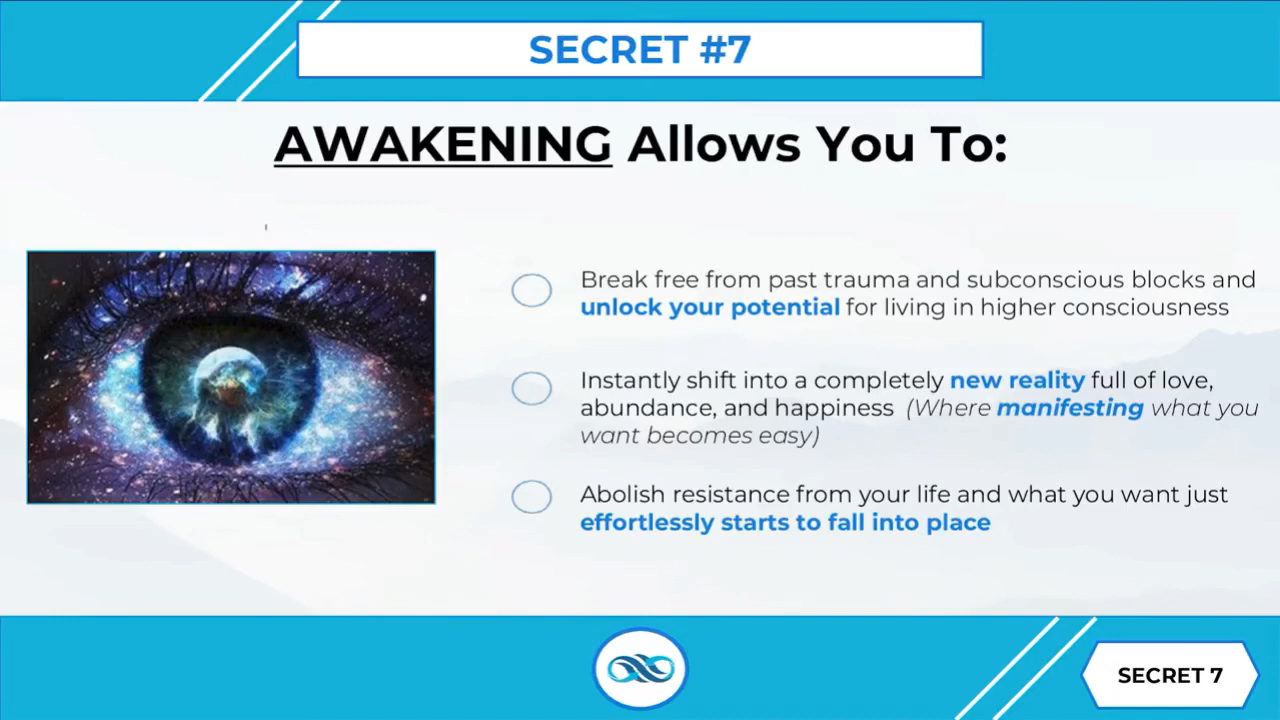 SECRET #7
AWAKENING Allows You To:
Break free from past trauma and subconscious blocks and
unlock your potential for living in higher consciousness
Instantly shift into a completely new reality full of love,
abundance, and happiness (Where manifesting what you
want becomes easy)
Abolish resistance from your life and what you want just
effortlessly starts to fall into place
SECRET 7